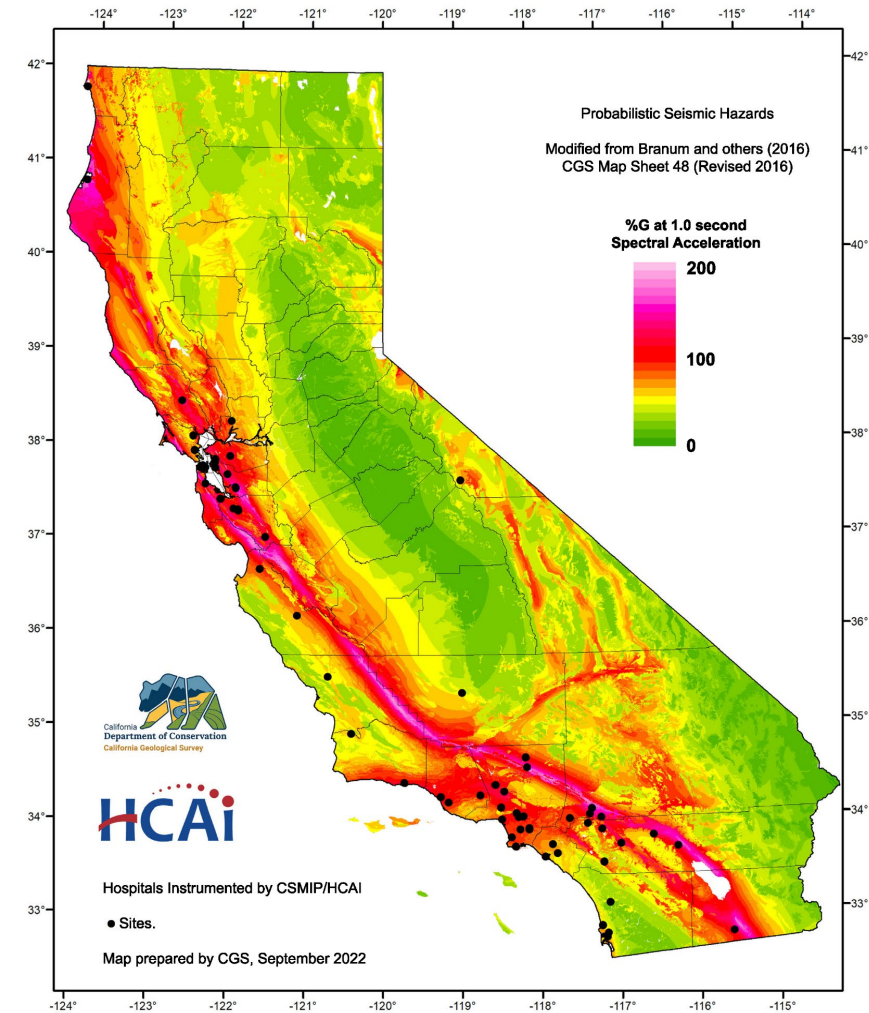 -124° -123° -122° -121° -120° -119° -118° -117° -116° -115° -114°
42° 42°
Probabilistic Seismic Hazards
Modified from Branum and others (2016)
41° 41°
CGS Map Sheet 48 (Revised 2016)
%G at 1.0 second
Spectral Acceleration
40° 40°
200
39° 39°
100
38° 38°
0
37° 37°
36° 36°
35° 35°
California
Department of Conservation
California Geological Survey
34° 34°
HCAi
Hospitals Instrumented by CSMIP/HCAI
33° 33°
Sites.
Map prepared by CGS, September 2022
-124° -123° -122° -121° -120° -119° -118° -117° -116° -115°